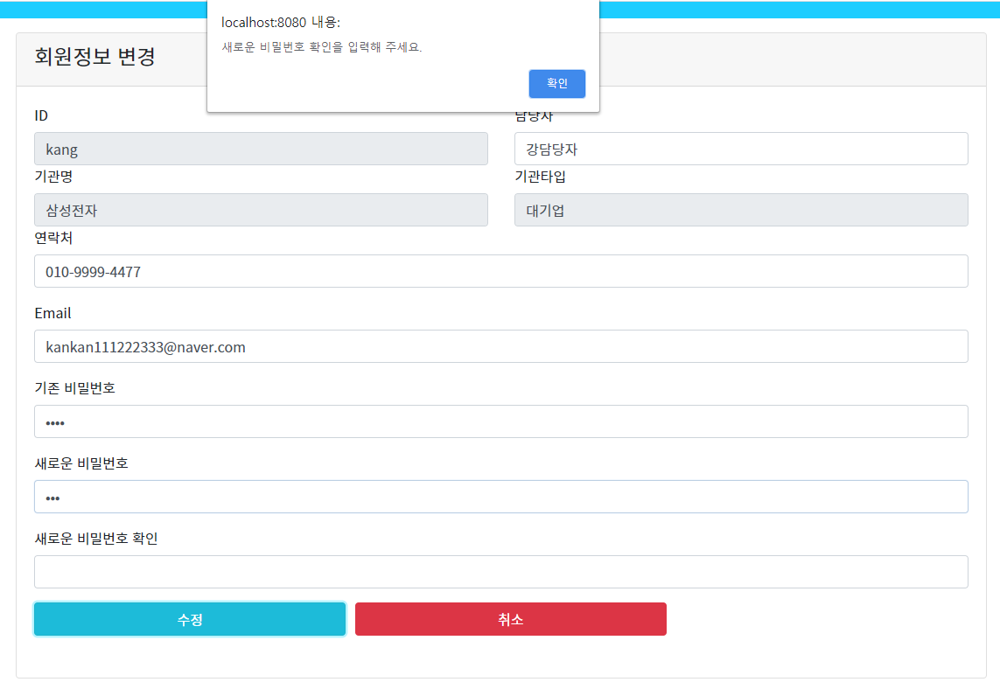 localhost:8080 내용:
새로운 비밀번호 확인을 입력해 주세요.
확인
회원정보 변경
ID
담당자
kang
강담당자
기관명
기관타입
삼성전자
대기업
연락처
010-9999-4477
Email
kankan111222333@naver.com
기존 비밀번호
••••
새로운 비밀번호
•••
새로운 비밀번호 확인
수정
취소